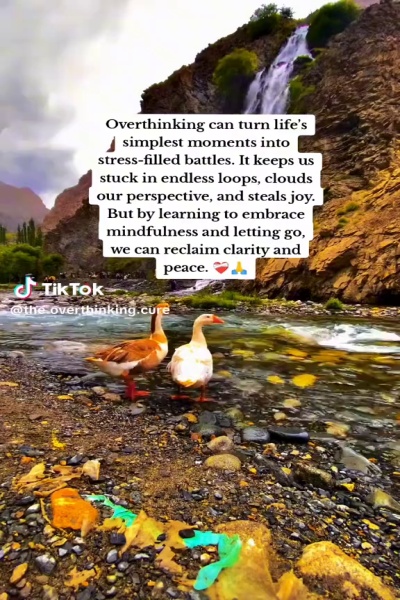 Overthinking can turn life's
simplest moments into
stress-filled battles. It keeps us
stuck in endless loops, clouds
our perspective, and steals joy.
But by learning to embrace
mindfulness and letting go,
we can reclaim clarity and
peace. ❤️‍🩹🙏
TikTok
@the.overthinking.cure